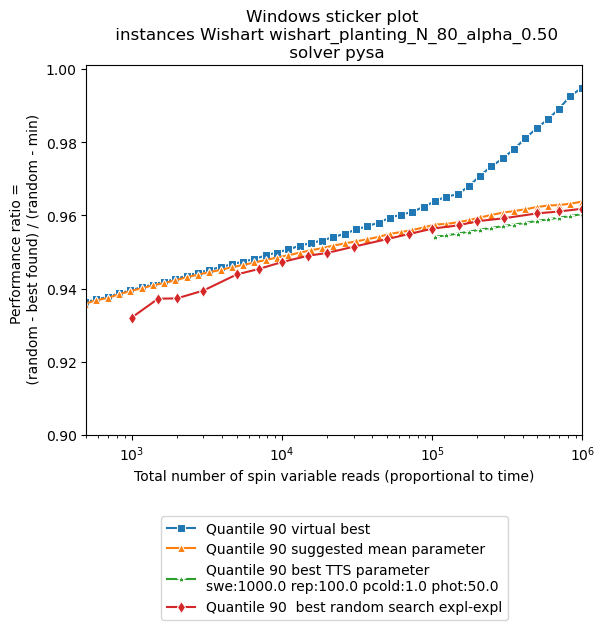 Windows sticker plot
instances Wishart wishart_planting_N_80_alpha_0.50
solver pysa
Performance ratio =
(random - best found) / (random - min)
1.00
0.98
0.96
0.94
0.92
0.90
10³
10⁴
10⁵
10⁶
Total number of spin variable reads (proportional to time)
Quantile 90 virtual best
Quantile 90 suggested mean parameter
Quantile 90 best TTS parameter
swe:1000.0 rep:100.0 pcold:1.0 phot:50.0
Quantile 90  best random search expl-expl